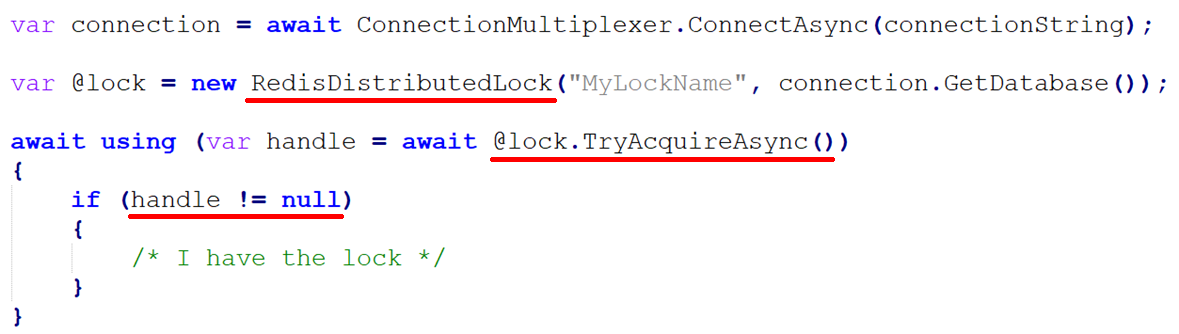 var connection = await ConnectionMultiplexer.ConnectAsync(connectionString);
var @lock = new RedisDistributedLock("MyLockName", connection.GetDatabase());
await using (var handle = await @lock.TryAcquireAsync())
{
if (handle != null)
{
/* I have the lock */
}
}